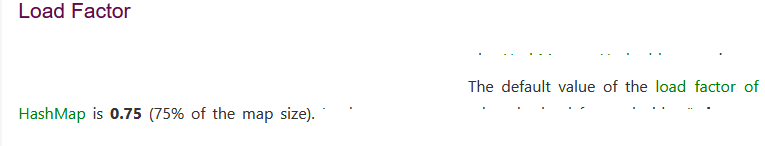 Load Factor
The default value of the load factor of
HashMap is 0.75 (75% of the map size).